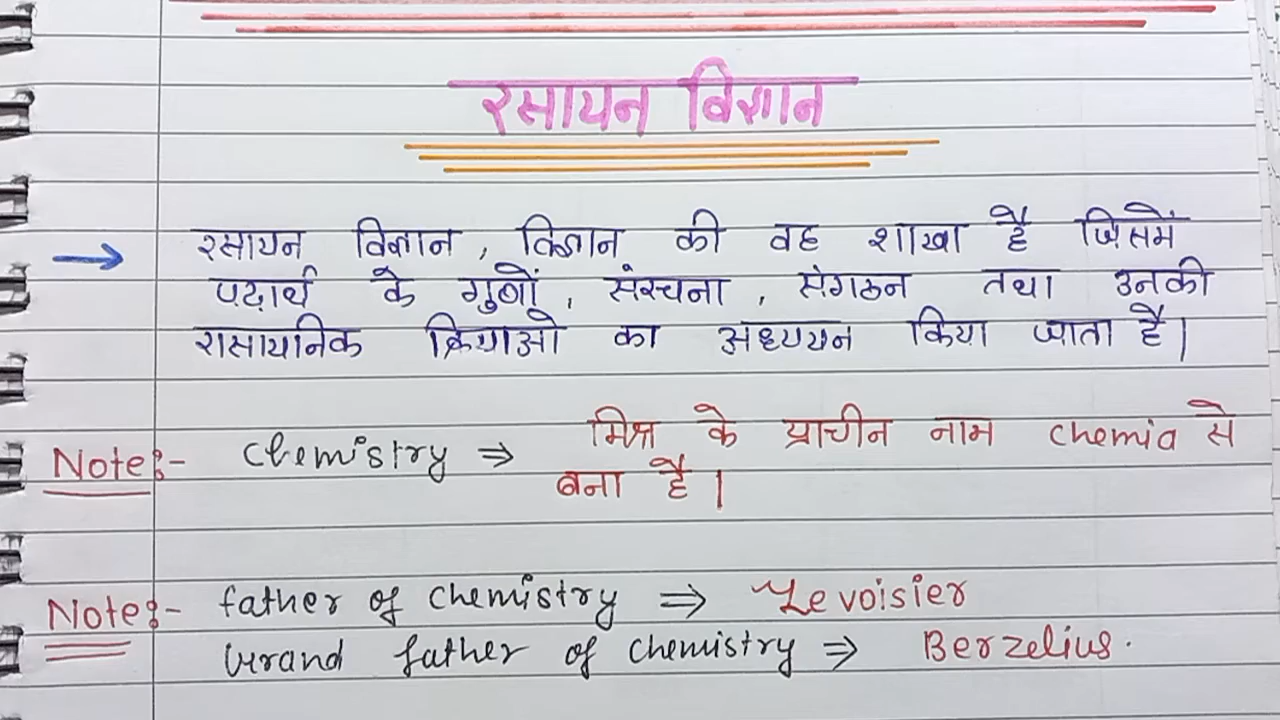 रसायन विज्ञान
→ रसायन विज्ञान, विज्ञान की वह शाखा है जिसमें
पदार्थ के गुणों, संरचना, संगठन तथा उनकी
रासायनिक क्रियाओ का अध्ययन किया जाता है।
Note:- Chemistry ⇒ मिस्र के प्राचीन नाम chemia से
बना है।
Note:- father of chemistry ⇒ Levoisier
Grand father of chemistry ⇒ Berzelius.